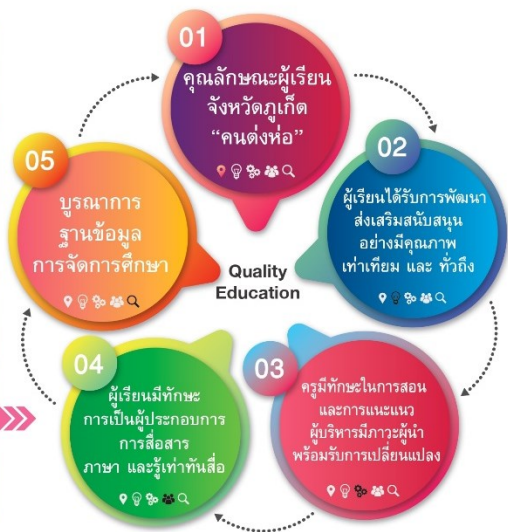 01
คุณลักษณะผู้เรียน
จังหวัดภูเก็ต
“คนต่งห่อ”
02
ผู้เรียนได้รับการพัฒนา
ส่งเสริมสนับสนุน
อย่างมีคุณภาพ
เท่าเทียม และ ทั่วถึง
03
ครูมีทักษะในการสอน
และการแนะแนว
ผู้บริหารมีภาวะผู้นำ
พร้อมรับการเปลี่ยนแปลง
04
ผู้เรียนมีทักษะ
การเป็นผู้ประกอบการ
การสื่อสาร
ภาษา และรู้เท่าทันสื่อ
05
บูรณาการ
ฐานข้อมูล
การจัดการศึกษา
Quality
Education